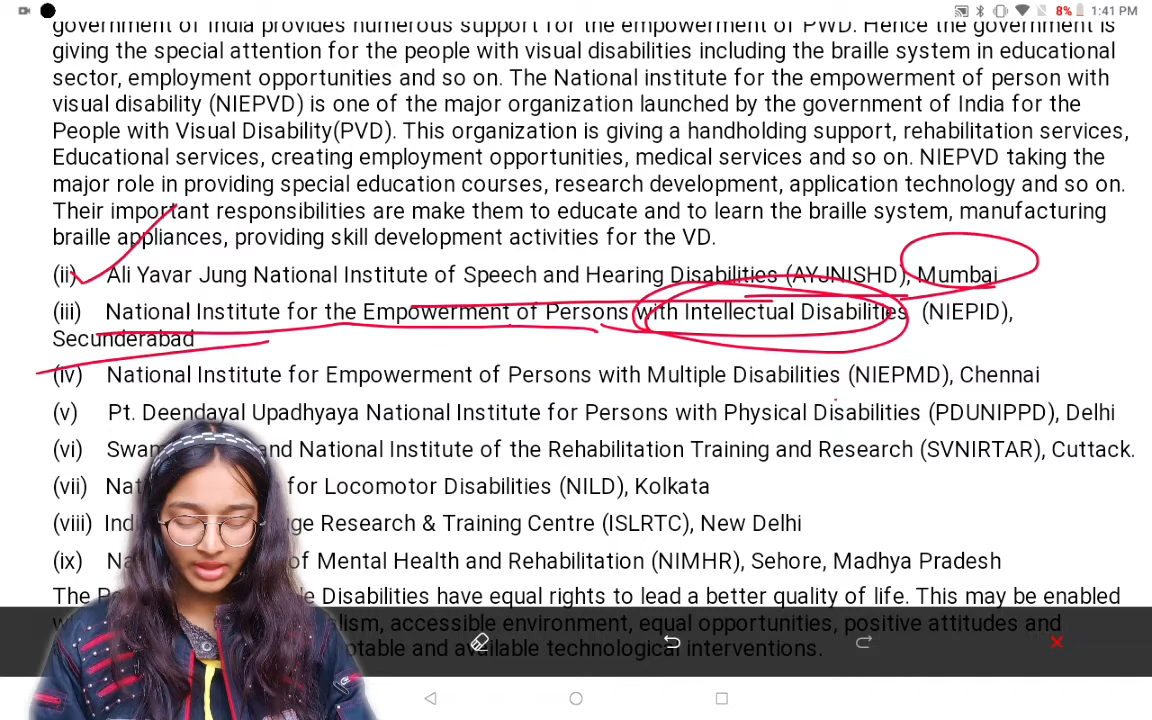 8% 1:41 PM
government of India provides numerous support for the empowerment of PWD. Hence the government is
giving the special attention for the people with visual disabilities including the braille system in educational
sector, employment opportunities and so on. The National institute for the empowerment of person with
visual disability (NIEPVD) is one of the major organization launched by the government of India for the
People with Visual Disability(PVD). This organization is giving a handholding support, rehabilitation services,
Educational services, creating employment opportunities, medical services and so on. NIEPVD taking the
major role in providing special education courses, research development, application technology and so on.
Their important responsibilities are make them to educate and to learn the braille system, manufacturing
braille appliances, providing skill development activities for the VD.
(ii) Ali Yavar Jung National Institute of Speech and Hearing Disabilities (AYJNISHD), Mumbai
(iii) National Institute for the Empowerment of Persons with Intellectual Disabilities (NIEPID),
Secunderabad
(iv) National Institute for Empowerment of Persons with Multiple Disabilities (NIEPMD), Chennai
(v) Pt. Deendayal Upadhyaya National Institute for Persons with Physical Disabilities (PDUNIPPD), Delhi
(vi) National Institute of the Rehabilitation Training and Research (SVNIRTAR), Cuttack.
(vii) for Locomotor Disabilities (NILD), Kolkata
(viii) Research & Training Centre (ISLRTC), New Delhi
(ix) of Mental Health and Rehabilitation (NIMHR), Sehore, Madhya Pradesh
The Disabilities have equal rights to lead a better quality of life. This may be enabled
accessible environment, equal opportunities, positive attitudes and
and available technological interventions.